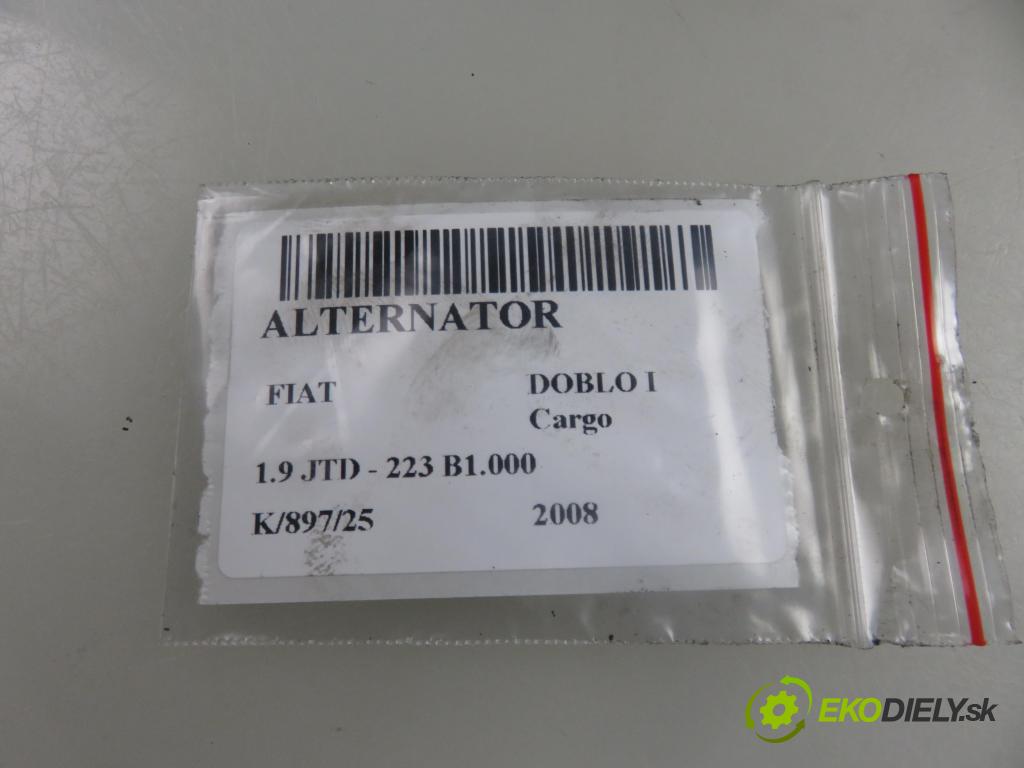 ALTERNATOR
FIAT DOBLO I
Cargo
1.9 JTD - 223 B1.000
K/897/25 2008
EKODIELY.sk